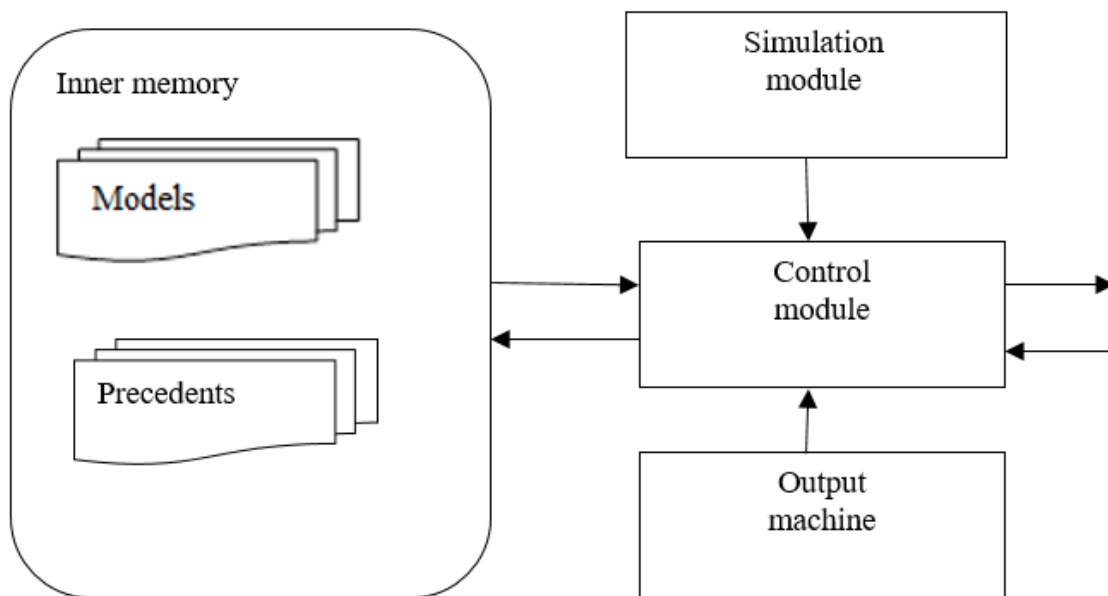 Inner memory
Models
Precedents
Simulation
module
Control
module
Output
machine